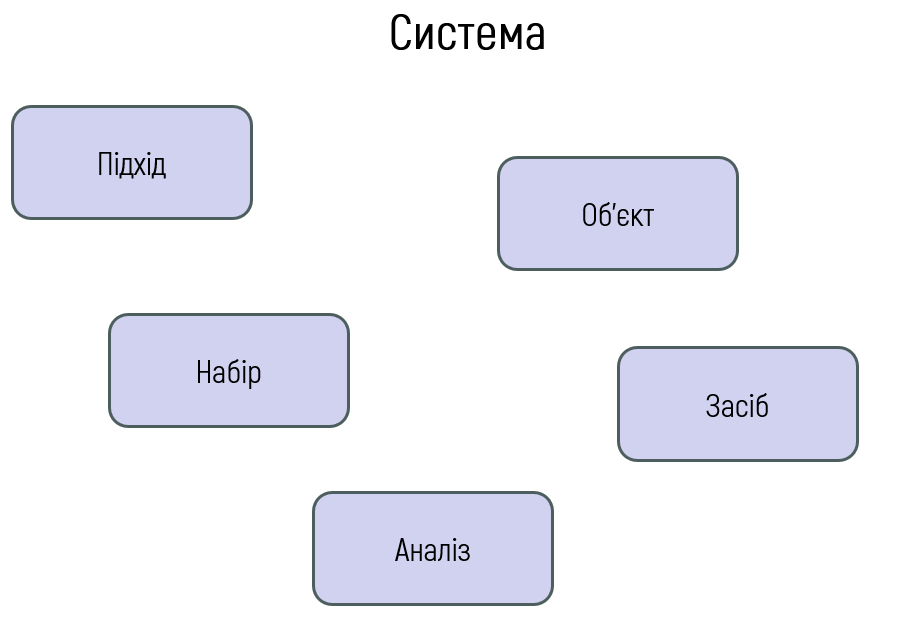 Система
Підхід
Об'єкт
Набір
Засіб
Аналіз